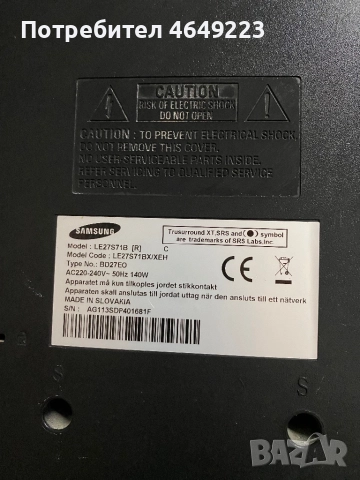 Потребител 4649223
CAUTION
RISK OF ELECTRIC SHOCK
DO NOT OPEN
CAUTION : TO PREVENT ELECTRICAL SHOCK,
DO NOT REMOVE COVER.
NO USER-SERVICEABLE PARTS INSIDE.
REFER SERVICING TO QUALIFIED
SERVICE PERSONNEL.
SAMSUNG
Trusurround XT,SRS and symbol
are trademarks of SRS Labs,Inc.
Model : LE27S71B [R] C
Model Code : LE27S71BX/XEH
Type No : BD27EO
AC220-240V~ 50Hz 140W
Apparatet må kun tilkoples jordet stikkontakt
Apparaten skall anslutas till jordat uttag när den ansluts till ett nätverk
MADE IN SLOVAKIA
S/N : AG113SDP401681F
S
S
BAZAR